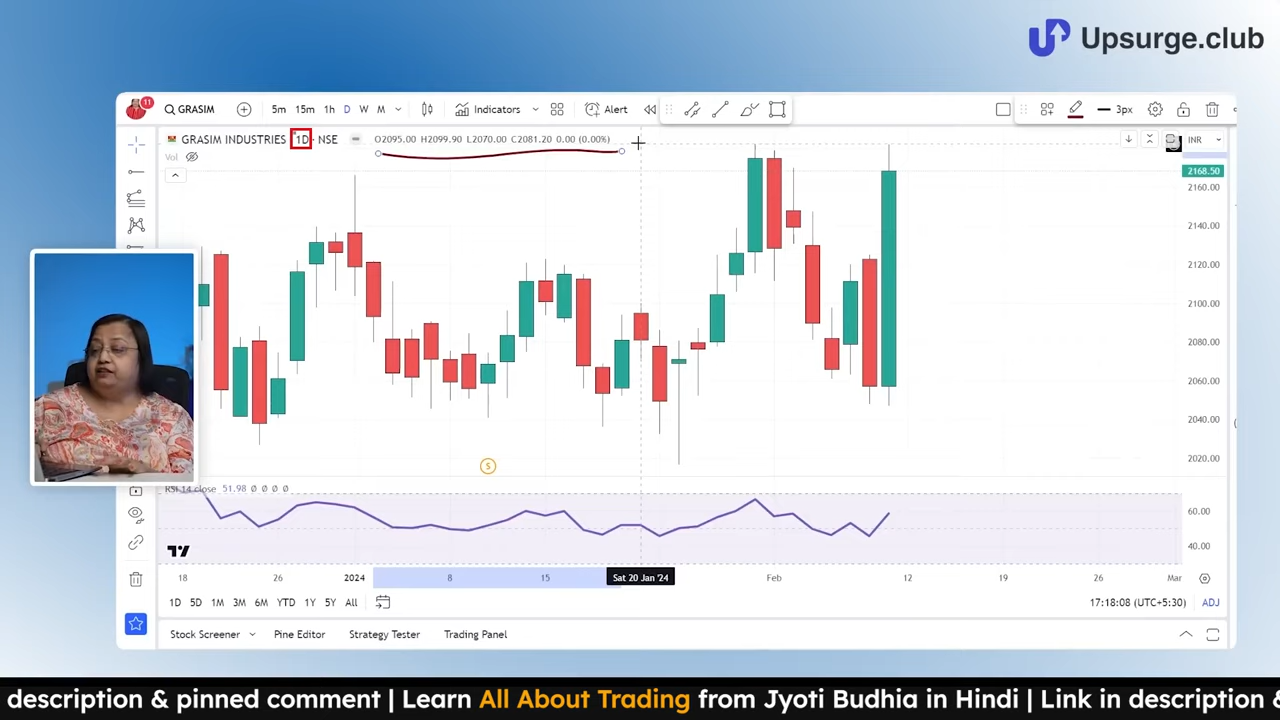 Upsurge.club
11
GRASIM
5m 15m 1h D W M
Indicators
Alert
3px
GRASIM INDUSTRIES 1D NSE
O2095.00 H2099.90 L2070.00 C2081.20 0.00 (0.00%)
INR
Vol
2168.50
2160.00
2140.00
2120.00
2100.00
2080.00
2060.00
2040.00
2020.00
S
RSI 14 close 51.98 Ø Ø Ø Ø
60.00
40.00
18 26 2024 8 15 Sat 20 Jan '24 Feb 12 19 26 Mar
1D 5D 1M 3M 6M YTD 1Y 5Y All
17:18:08 (UTC+5:30) ADJ
Stock Screener Pine Editor Strategy Tester Trading Panel
description & pinned comment | Learn All About Trading from Jyoti Budhia in Hindi | Link in description &